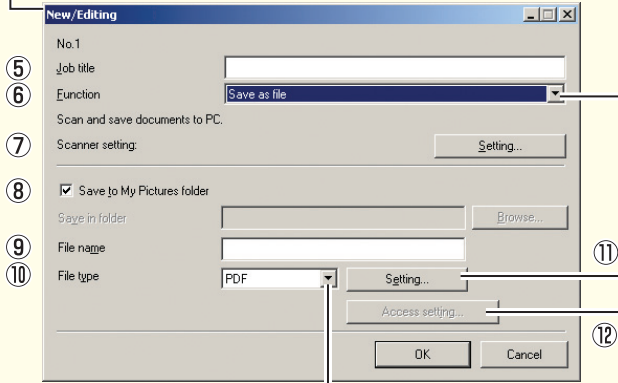 New/Editing
No.1
⑤ Job title
⑥ Function Save as file
Scan and save documents to PC.
⑦ Scanner setting: Setting...
⑧ Save to My Pictures folder
Save in folder Browse...
⑨ File name
⑩ File type PDF Setting... ⑪
Access setting... ⑫
OK Cancel